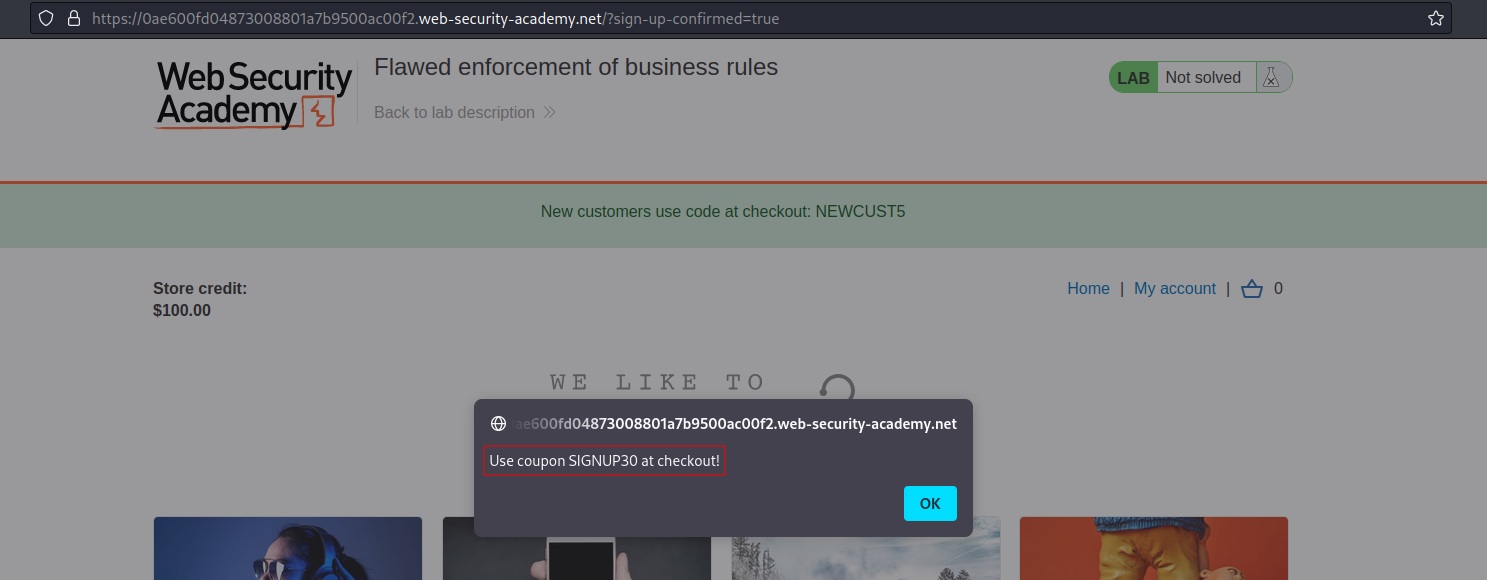 https://0ae600fd04873008801a7b9500ac00f2.web-security-academy.net/?sign-up-confirmed=true
Web Security
Academy
Flawed enforcement of business rules
Back to lab description
LAB Not solved
New customers use code at checkout: NEWCUST5
Store credit:
$100.00
Home | My account | 0
WE LIKE TO
ae600fd04873008801a7b9500ac00f2.web-security-academy.net
Use coupon SIGNUP30 at checkout!
OK